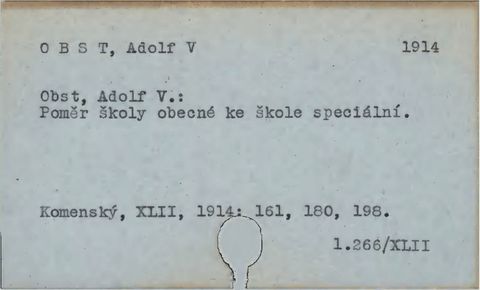 O B S T, Adolf V 1914
Obst, Adolf V.:
Poměr školy obecné ke škole speciální.
Komenský, XLII, 1914: 161, 180, 198.
1.266/XLII